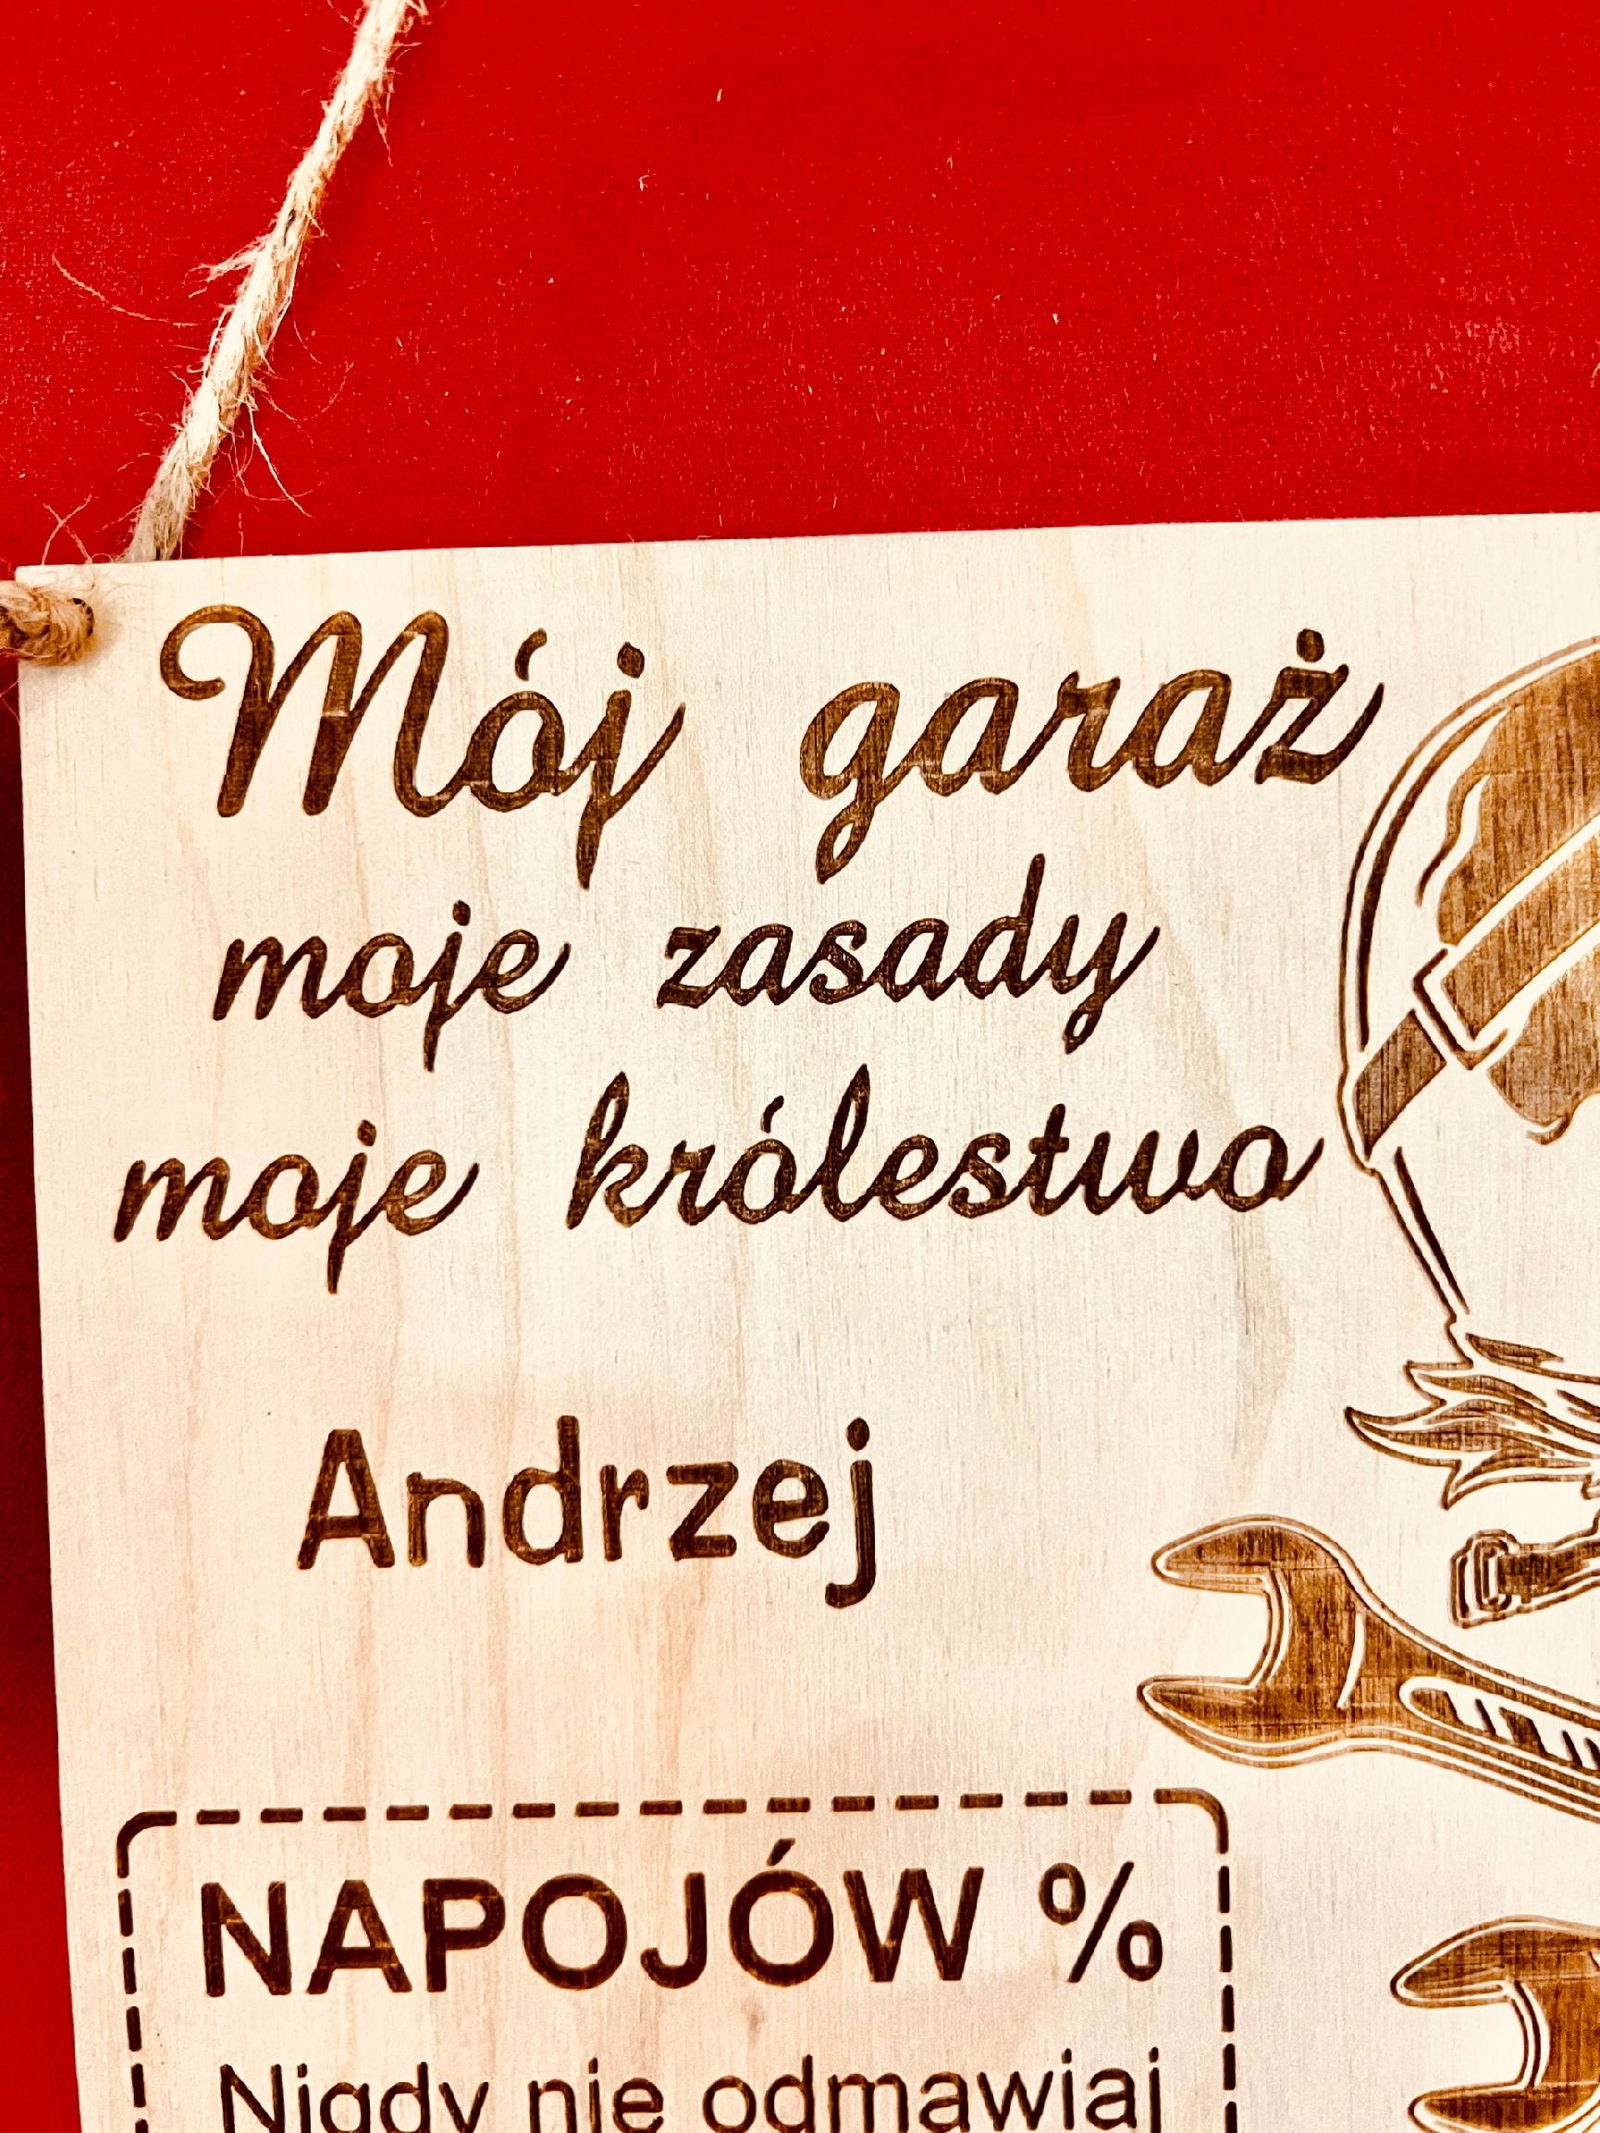 Mój garaż
moje zasady
moje królestwo
Andrzej
NAPOJÓW %
Nigdy nie odmawiaj